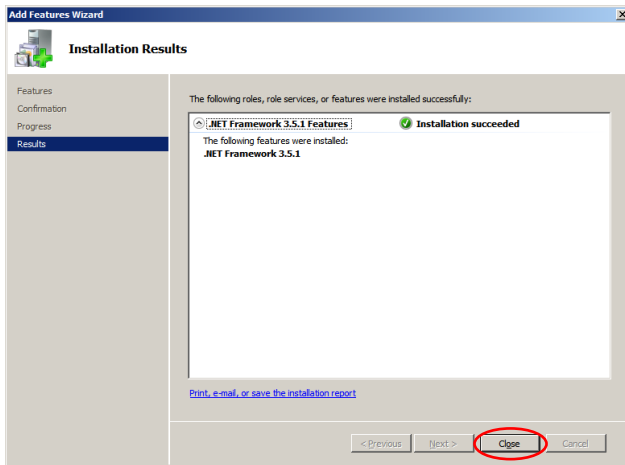 Add Features Wizard
Installation Results
Features
Confirmation
Progress
Results
The following roles, role services, or features were installed successfully:
.NET Framework 3.5.1 Features Installation succeeded
The following features were installed:
.NET Framework 3.5.1
Print, e-mail, or save the installation report
< Previous Next > Close Cancel